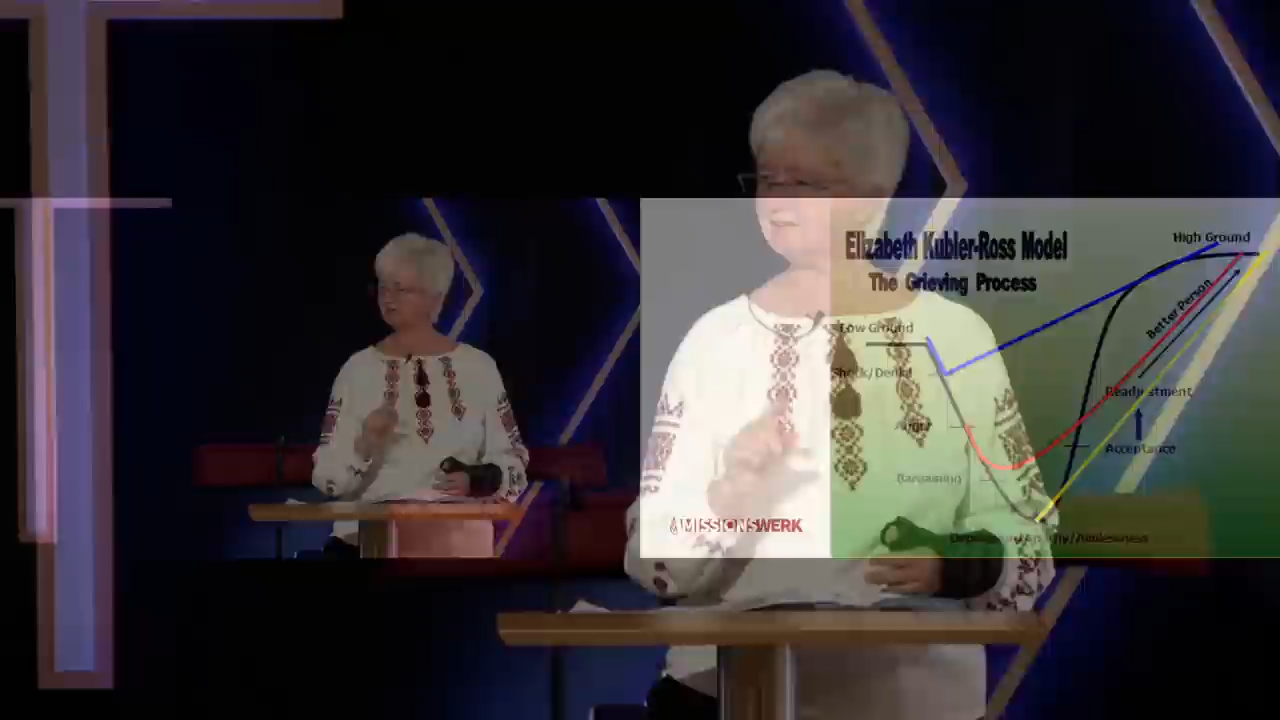 Elizabeth Kubler-Ross Model
The Grieving Process
High Ground
Low Ground
Better Person
Shock/Denial
Readjustment
Anger
Acceptance
Bargaining
MISSIONSWERK